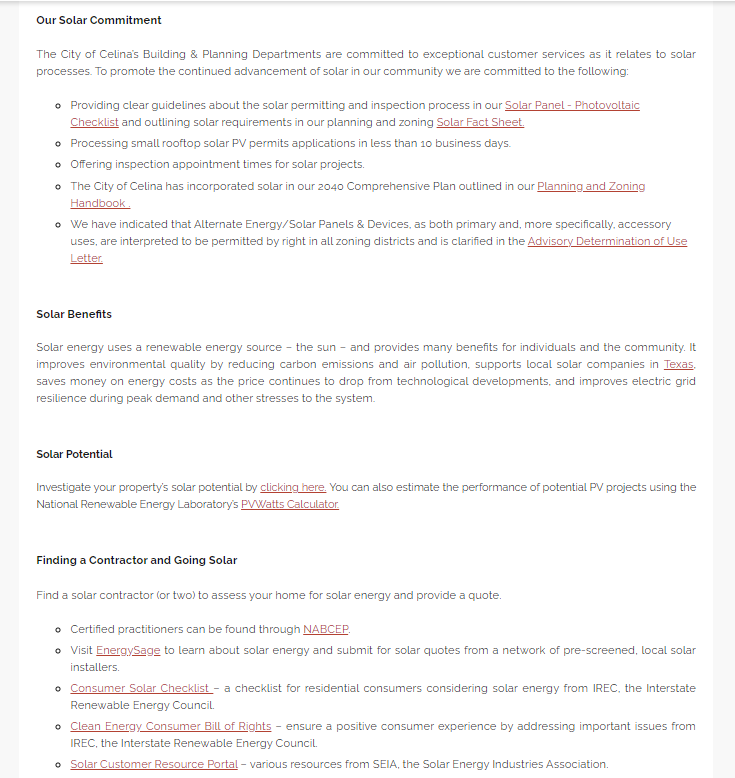 Our Solar Commitment
The City of Celina's Building & Planning Departments are committed to exceptional customer services as it relates to solar
processes. To promote the continued advancement of solar in our community we are committed to the following:
Providing clear guidelines about the solar permitting and inspection process in our Solar Panel - Photovoltaic
Checklist and outlining solar requirements in our planning and zoning Solar Fact Sheet.
Processing small rooftop solar PV permits applications in less than 10 business days.
Offering inspection appointment times for solar projects.
The City of Celina has incorporated solar in our 2040 Comprehensive Plan outlined in our Planning and Zoning
Handbook .
We have indicated that Alternate Energy/Solar Panels & Devices, as both primary and, more specifically, accessory
uses, are interpreted to be permitted by right in all zoning districts and is clarified in the Advisory Determination of Use
Letter.
Solar Benefits
Solar energy uses a renewable energy source – the sun – and provides many benefits for individuals and the community. It
improves environmental quality by reducing carbon emissions and air pollution, supports local solar companies in Texas,
saves money on energy costs as the price continues to drop from technological developments, and improves electric grid
resilience during peak demand and other stresses to the system.
Solar Potential
Investigate your property's solar potential by clicking here. You can also estimate the performance of potential PV projects using the
National Renewable Energy Laboratory's PVWatts Calculator.
Finding a Contractor and Going Solar
Find a solar contractor (or two) to assess your home for solar energy and provide a quote.
Certified practitioners can be found through NABCEP.
Visit EnergySage to learn about solar energy and submit for solar quotes from a network of pre-screened, local solar
installers.
Consumer Solar Checklist – a checklist for residential consumers considering solar energy from IREC, the Interstate
Renewable Energy Council.
Clean Energy Consumer Bill of Rights – ensure a positive consumer experience by addressing important issues from
IREC, the Interstate Renewable Energy Council.
Solar Customer Resource Portal – various resources from SEIA, the Solar Energy Industries Association.